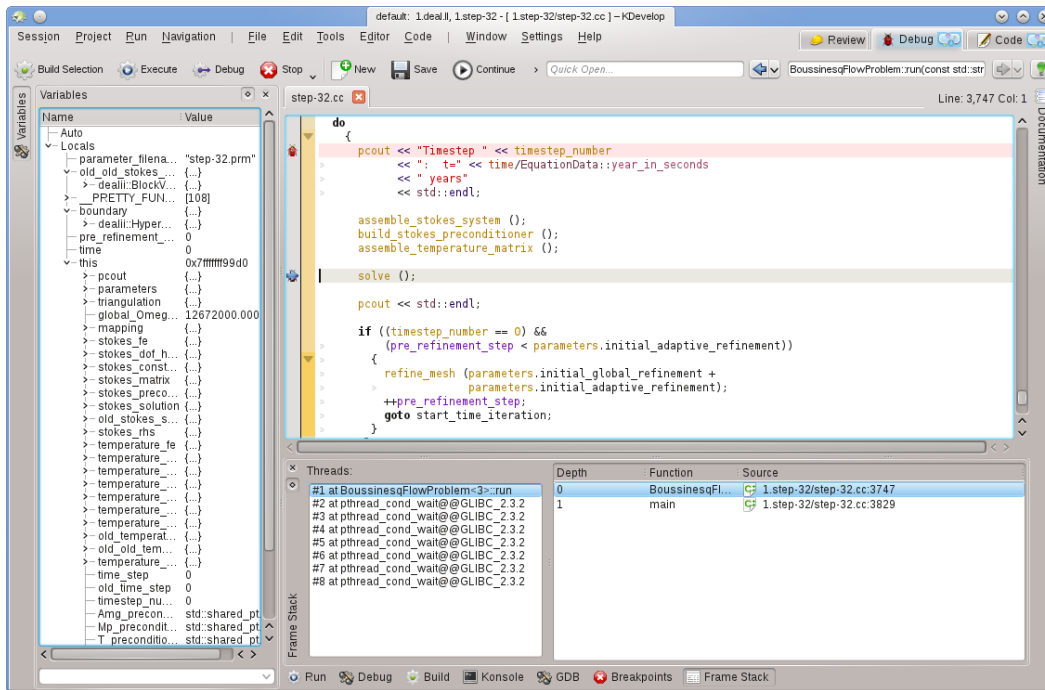 default: 1.deal.II, 1.step-32 - [ 1.step-32/step-32.cc ] – KDevelop
Session Project Run Navigation | File Edit Tools Editor Code | Window Settings Help
Review Debug Code
Build Selection Execute Debug Stop New Save Continue Quick Open... BoussinesqFlowProblem::run(const std::str
Variables
Variables
Name Value
Auto
Locals
parameter_filena... "step-32.prm"
old_old_stokes_... {...}
dealii::BlockV... {...}
__PRETTY_FUN... [108]
boundary {...}
dealii::Hyper... {...}
pre_refinement_... 0
time 0
this 0x7fffffff99d0
pcout {...}
parameters {...}
triangulation {...}
global_Omeg... 12672000.000
mapping {...}
stokes_fe {...}
stokes_dof_h... {...}
stokes_const... {...}
stokes_matrix {...}
stokes_preco... {...}
stokes_solution {...}
old_stokes_s... {...}
stokes_rhs {...}
temperature_fe {...}
temperature_... {...}
temperature_... {...}
temperature_... {...}
temperature_... {...}
temperature_... {...}
temperature_... {...}
old_temperat... {...}
old_old_tem... {...}
temperature_... {...}
time_step 0
old_time_step 0
timestep_nu... 0
Amg_precon... std::shared_pt
Mp_precondit... std::shared_pt
T_preconditio... std::shared_pt
step-32.cc
Line: 3,747 Col: 1
Documentation
do
{
pcout << "Timestep " << timestep_number
<< ":  t=" << time/EquationData::year_in_seconds
<< " years"
<< std::endl;
assemble_stokes_system ();
build_stokes_preconditioner ();
assemble_temperature_matrix ();
solve ();
pcout << std::endl;
if ((timestep_number == 0) &&
(pre_refinement_step < parameters.initial_adaptive_refinement))
{
refine_mesh (parameters.initial_global_refinement +
parameters.initial_adaptive_refinement);
++pre_refinement_step;
goto start_time_iteration;
}
Frame Stack
Threads:
#1 at BoussinesqFlowProblem<3>::run
#2 at pthread_cond_wait@@GLIBC_2.3.2
#3 at pthread_cond_wait@@GLIBC_2.3.2
#4 at pthread_cond_wait@@GLIBC_2.3.2
#5 at pthread_cond_wait@@GLIBC_2.3.2
#6 at pthread_cond_wait@@GLIBC_2.3.2
#7 at pthread_cond_wait@@GLIBC_2.3.2
#8 at pthread_cond_wait@@GLIBC_2.3.2
Depth Function Source
0 BoussinesqFl... 1.step-32/step-32.cc:3747
1 main 1.step-32/step-32.cc:3829
Run Debug Build Konsole GDB Breakpoints Frame Stack